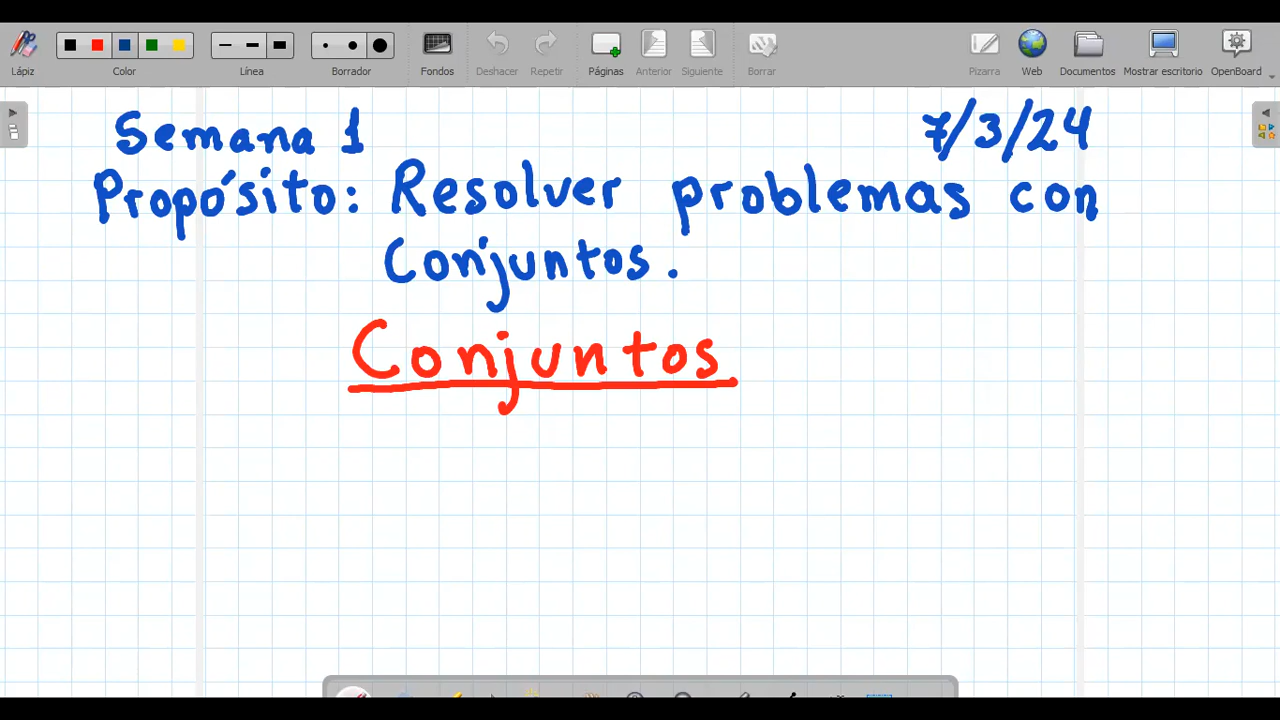 Lápiz Color Línea Borrador Fondos Deshacer Repetir Páginas Anterior Siguiente Borrar Pizarra Web Documentos Mostrar escritorio OpenBoard
Semana 1 7/3/24
Propósito: Resolver problemas con
Conjuntos.
Conjuntos